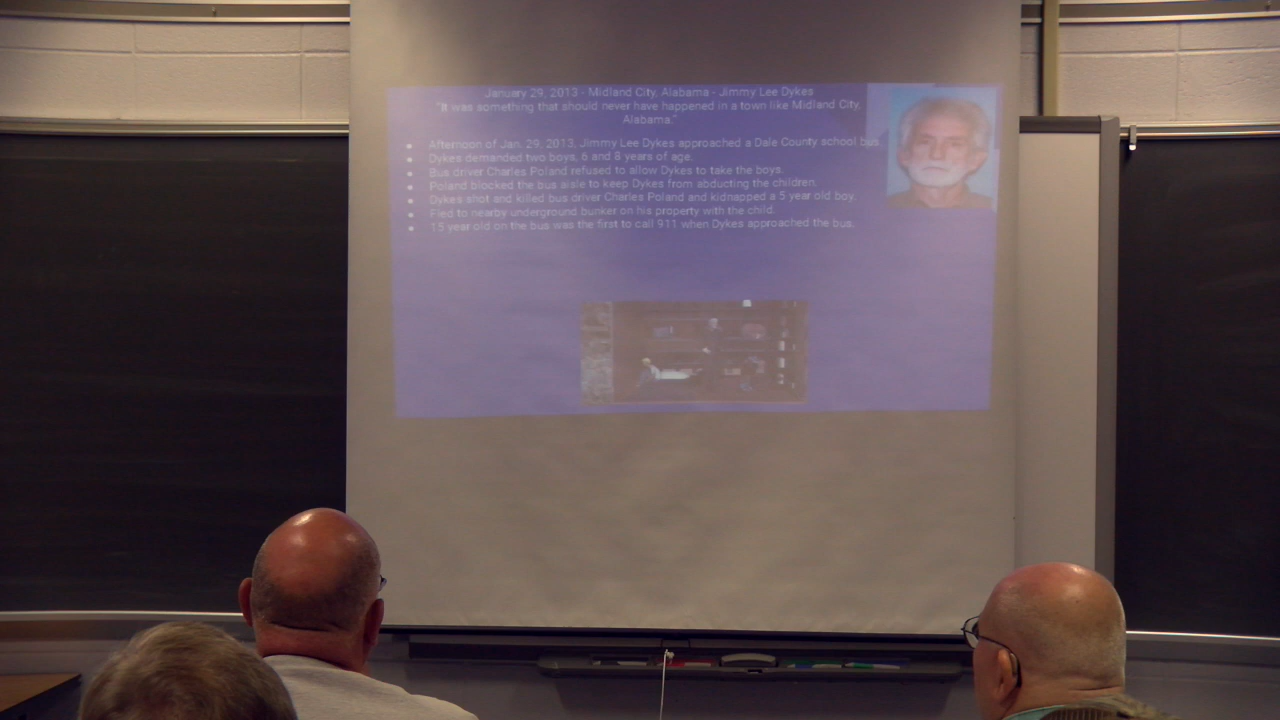 January 29, 2013 - Midland City, Alabama - Jimmy Lee Dykes
"It was something that should never have happened in a town like Midland City,
Alabama."
• Afternoon of Jan. 29, 2013, Jimmy Lee Dykes approached a Dale County school bus.
• Dykes demanded two boys, 6 and 8 years of age.
• Bus driver Charles Poland refused to allow Dykes to take the boys.
• Poland blocked the bus aisle to keep Dykes from abducting the children.
• Dykes shot and killed bus driver Charles Poland and kidnapped a 5 year old boy.
• Fled to nearby underground bunker on his property with the child.
• 15 year old on the bus was the first to call 911 when Dykes approached the bus.